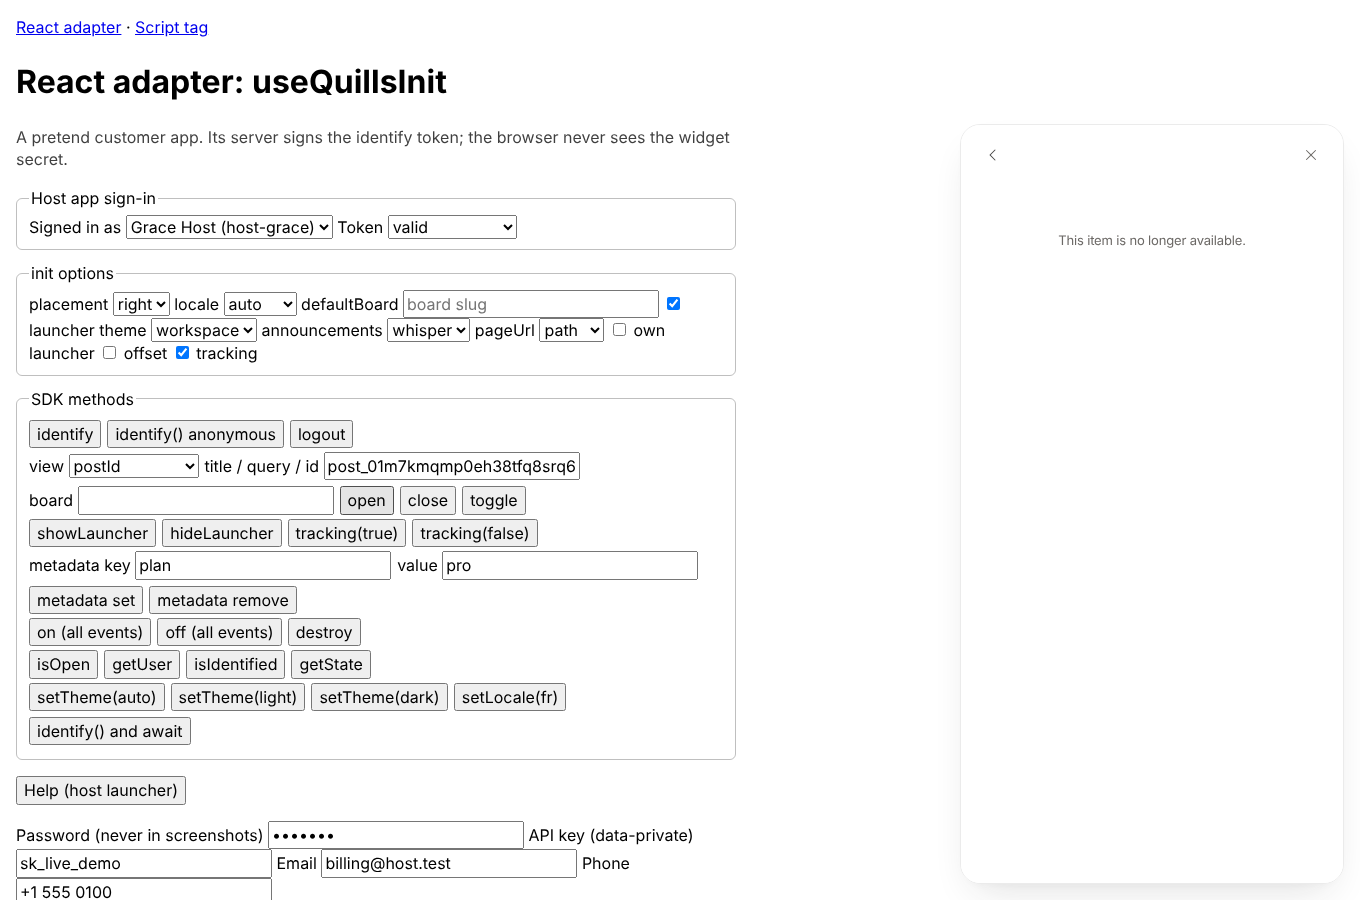 React adapter · Script tag
React adapter: useQuillsInit
A pretend customer app. Its server signs the identify token; the browser never sees the widget
secret.
Host app sign-in
Signed in as Grace Host (host-grace) Token valid
init options
placement right locale auto defaultBoard board slug
launcher theme workspace announcements whisper pageUrl path own
launcher offset tracking
SDK methods
identify identify() anonymous logout
view postId title / query / id post_01m7kmqmp0eh38tfq8srq6
board open close toggle
showLauncher hideLauncher tracking(true) tracking(false)
metadata key plan value pro
metadata set metadata remove
on (all events) off (all events) destroy
isOpen getUser isIdentified getState
setTheme(auto) setTheme(light) setTheme(dark) setLocale(fr)
identify() and await
Help (host launcher)
Password (never in screenshots) ••••••• API key (data-private)
sk_live_demo Email billing@host.test Phone
+1 555 0100
This item is no longer available.